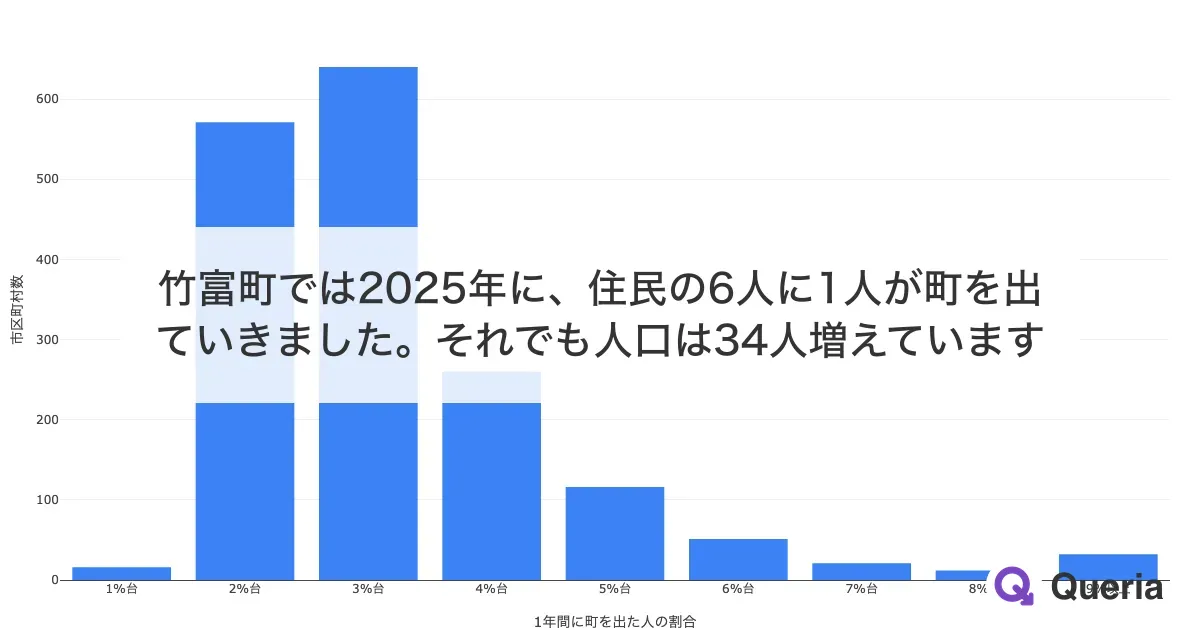 600
500
400
300
200
100
0
市区町村数
竹富町では2025年に、住民の6人に1人が町を出
ていきました。それでも人口は34人増えています
1%台
2%台
3%台
4%台
5%台
6%台
7%台
8%
Queria
1年間に町を出た人の割合